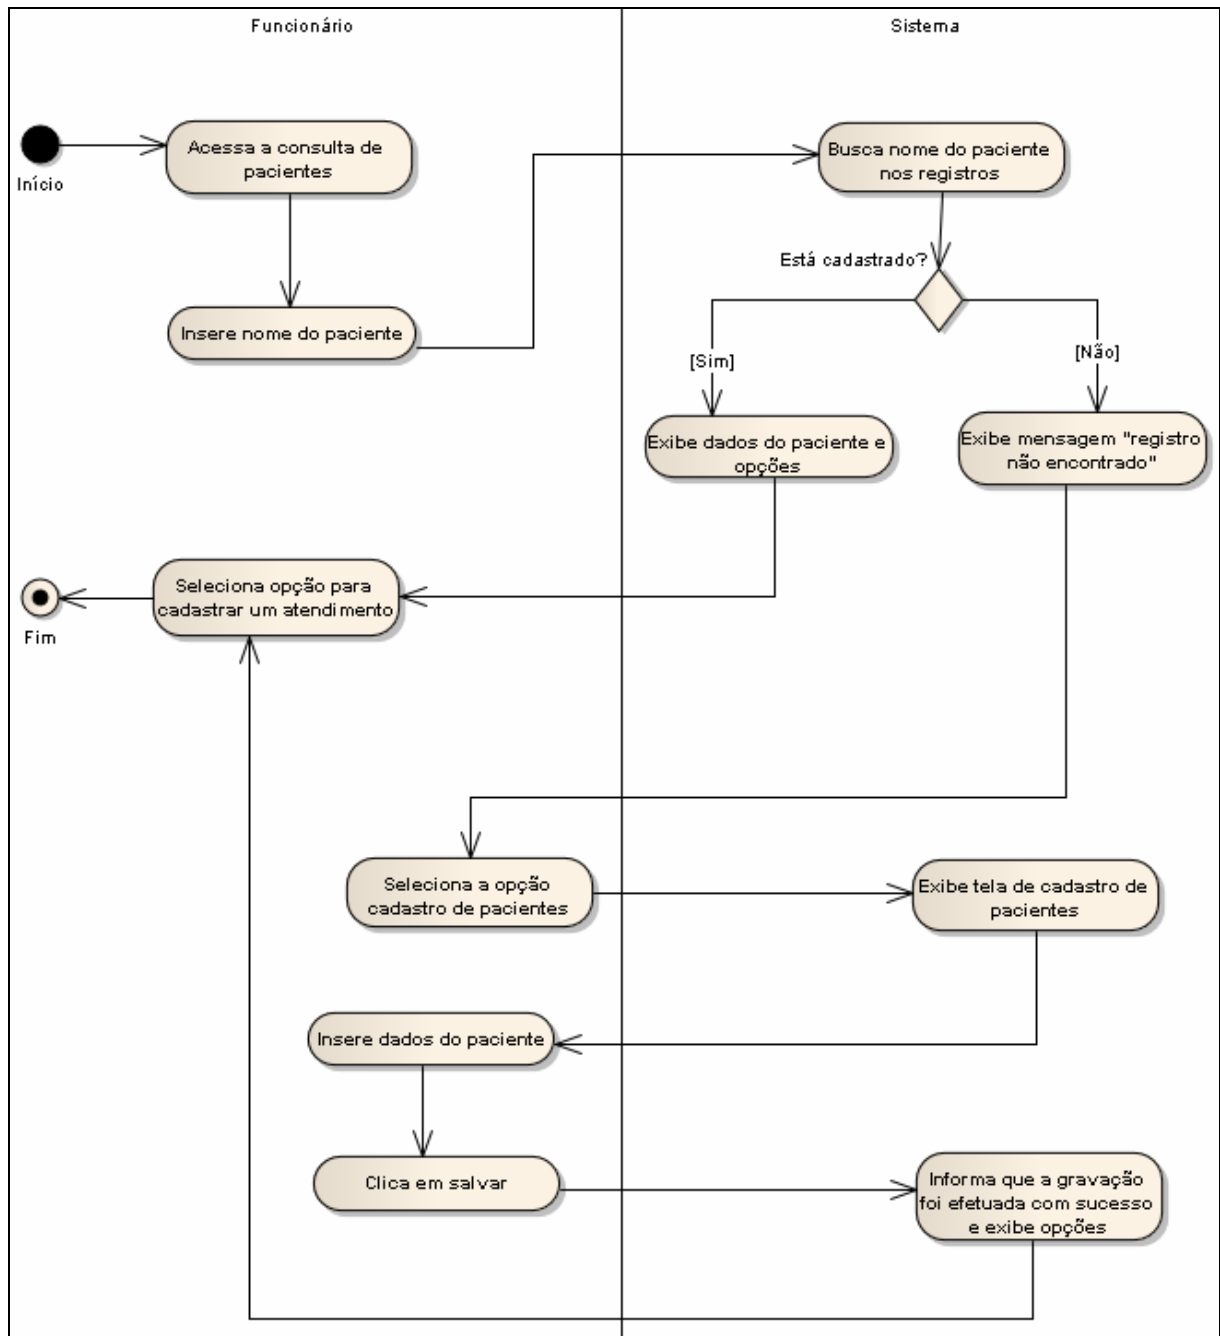 Funcionário
Sistema
Início
Acessa a consulta de
pacientes
Busca nome do paciente
nos registros
Está cadastrado?
Insere nome do paciente
[Sim]
[Não]
Exibe dados do paciente e
opções
Exibe mensagem "registro
não encontrado"
Seleciona opção para
cadastrar um atendimento
Fim
Seleciona a opção
cadastro de pacientes
Exibe tela de cadastro de
pacientes
Insere dados do paciente
Clica em salvar
Informa que a gravação
foi efetuada com sucesso
e exibe opções